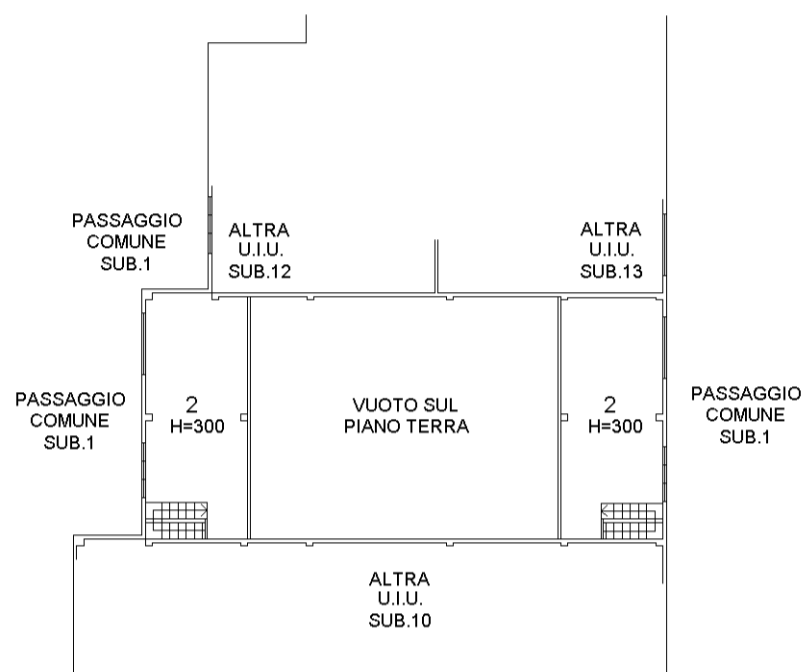 PASSAGGIO
COMUNE
SUB.1
ALTRA
U.I.U.
SUB.12
ALTRA
U.I.U.
SUB.13
PASSAGGIO
COMUNE
SUB.1
2
H=300
VUOTO SUL
PIANO TERRA
2
H=300
PASSAGGIO
COMUNE
SUB.1
ALTRA
U.I.U.
SUB.10